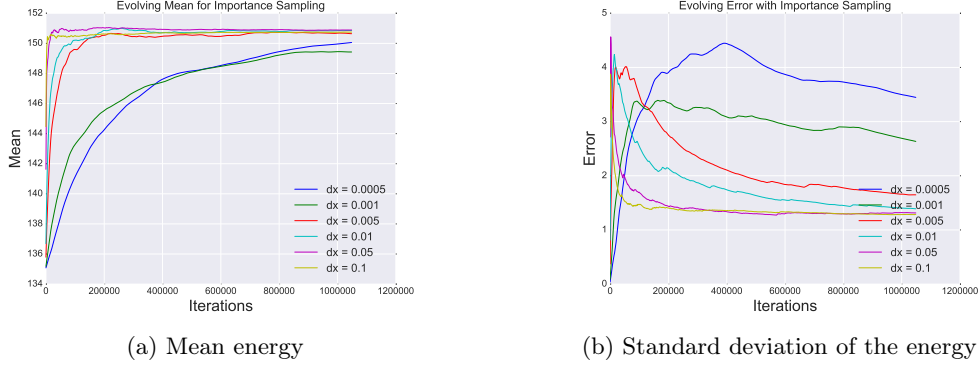 Evolving Mean for Importance Sampling
152
150
148
146
144
142
140
138
136
134
Mean
0
200000
400000
600000
800000
1000000
1200000
Iterations
dx = 0.0005
dx = 0.001
dx = 0.005
dx = 0.01
dx = 0.05
dx = 0.1
(a) Mean energy
Evolving Error with Importance Sampling
5
4
3
2
1
0
Error
0
200000
400000
600000
800000
1000000
1200000
Iterations
dx = 0.0005
dx = 0.001
dx = 0.005
dx = 0.01
dx = 0.05
dx = 0.1
(b) Standard deviation of the energy